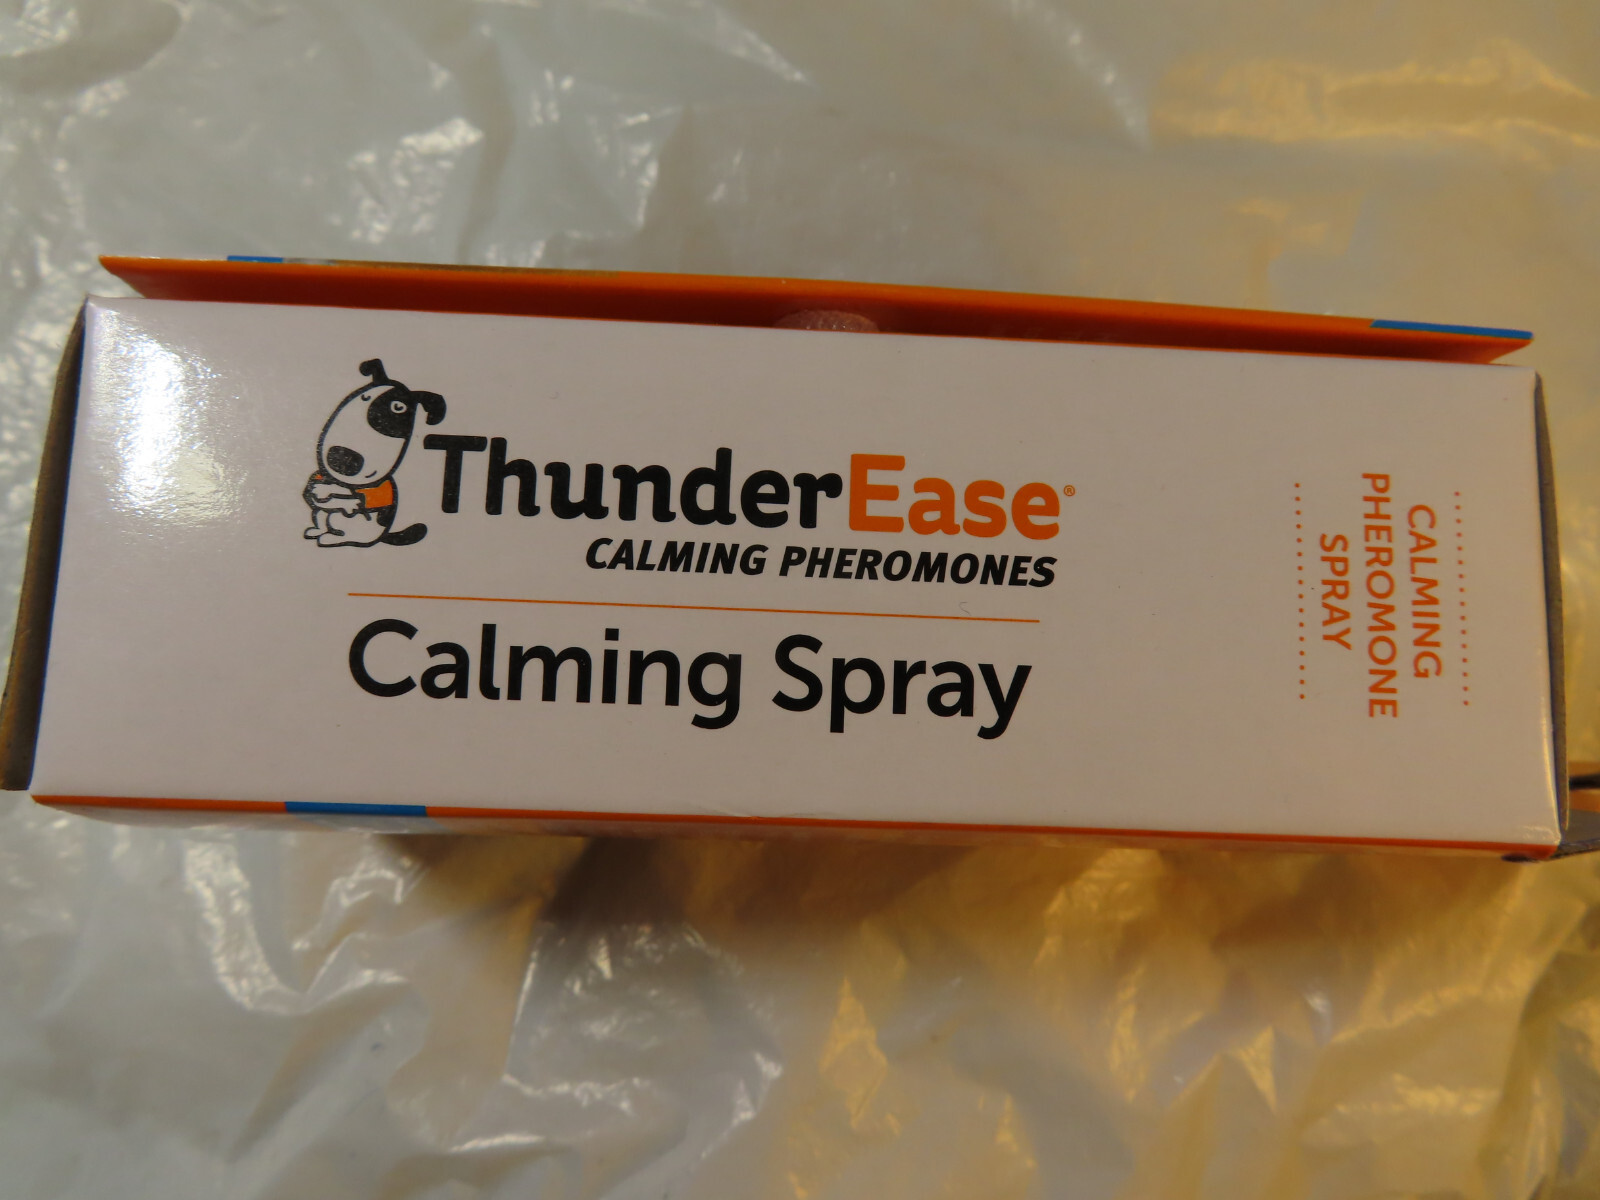 ThunderEase®
CALMING PHEROMONES
Calming Spray
CALMING
PHEROMONE
SPRAY